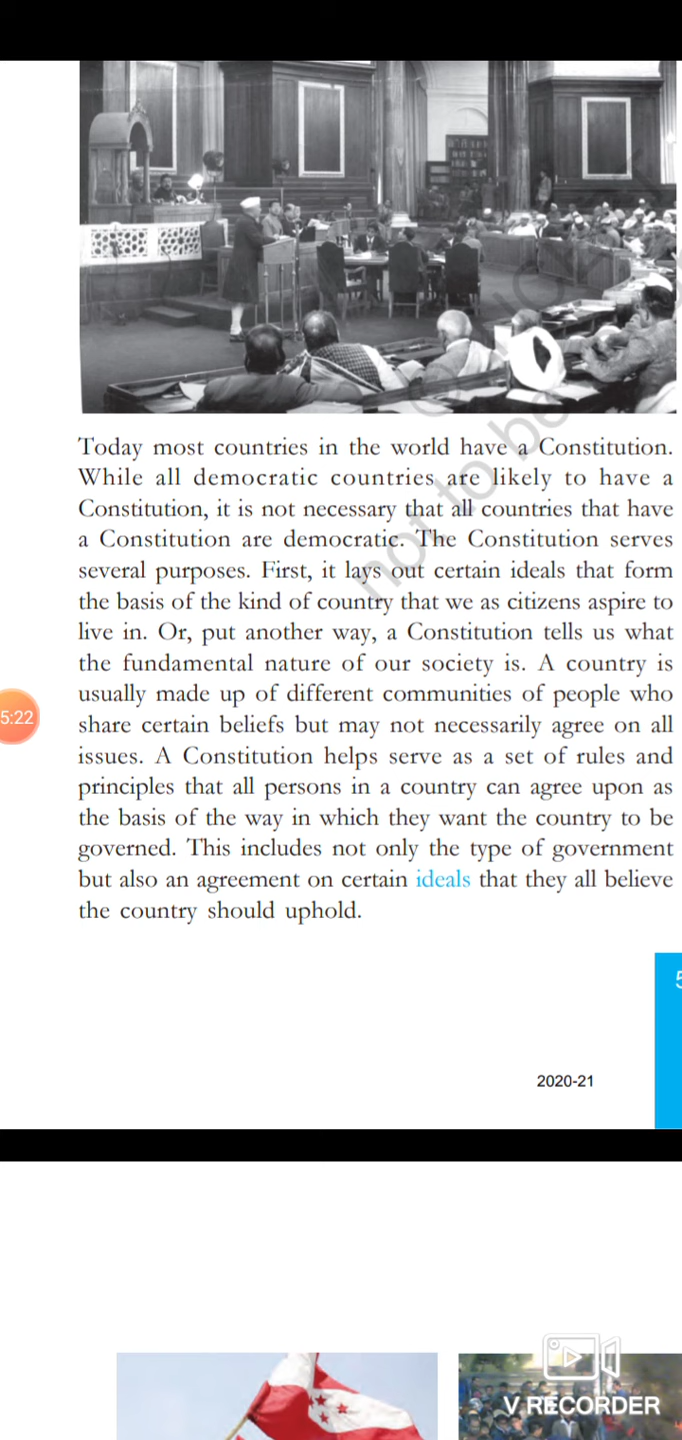 Today most countries in the world have a Constitution.
While all democratic countries are likely to have a
Constitution, it is not necessary that all countries that have
a Constitution are democratic. The Constitution serves
several purposes. First, it lays out certain ideals that form
the basis of the kind of country that we as citizens aspire to
live in. Or, put another way, a Constitution tells us what
the fundamental nature of our society is. A country is
usually made up of different communities of people who
5:22
share certain beliefs but may not necessarily agree on all
issues. A Constitution helps serve as a set of rules and
principles that all persons in a country can agree upon as
the basis of the way in which they want the country to be
governed. This includes not only the type of government
but also an agreement on certain ideals that they all believe
the country should uphold.
5
2020-21
V RECORDER
not to be